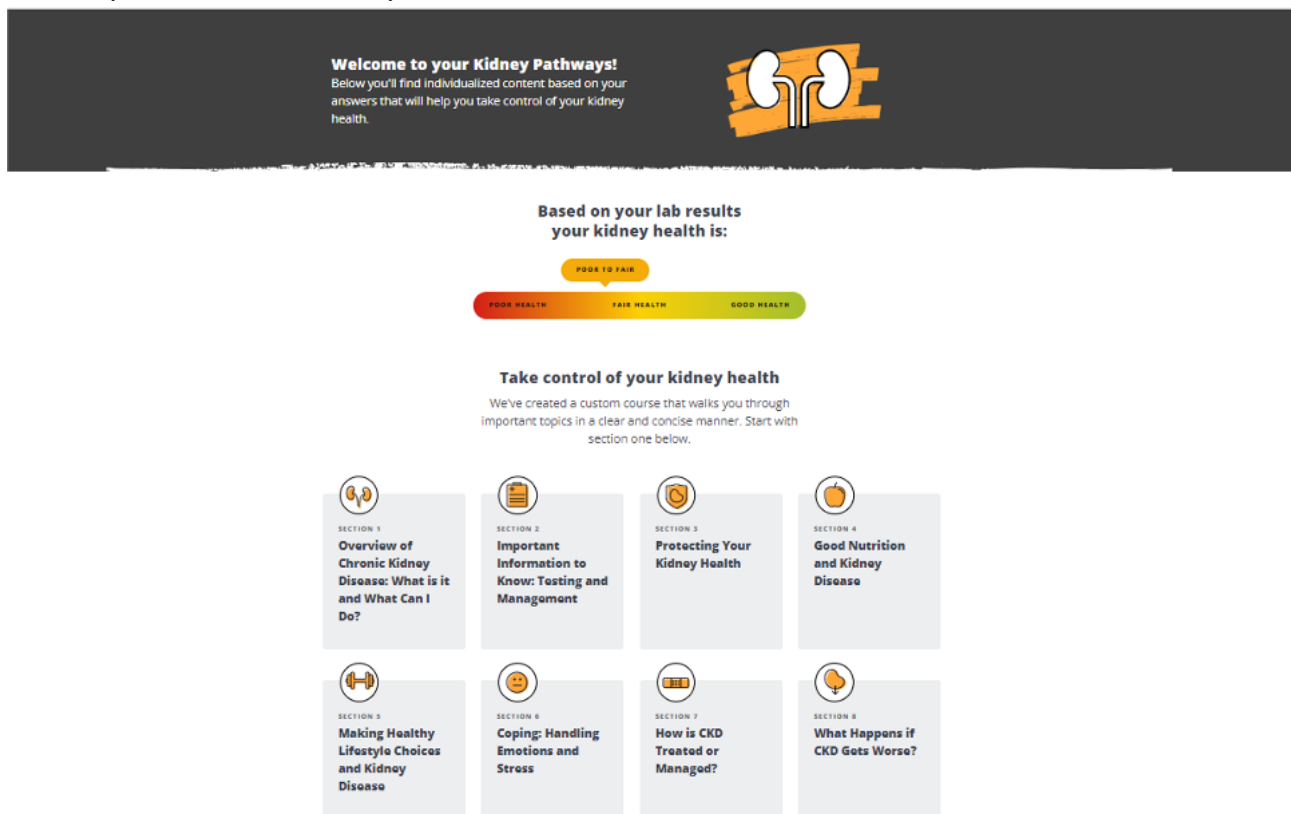 Welcome to your Kidney Pathways!
Below you'll find individualized content based on your
answers that will help you take control of your kidney
health.
Based on your lab results
your kidney health is:
POOR TO FAIR
POOR HEALTH
FAIR HEALTH
GOOD HEALTH
Take control of your kidney health
We've created a custom course that walks you through
important topics in a clear and concise manner. Start with
section one below.
SECTION 1
Overview of
Chronic Kidney
Disease: What is it
and What Can I
Do?
SECTION 2
Important
Information to
Know: Testing and
Management
SECTION 3
Protecting Your
Kidney Health
SECTION 4
Good Nutrition
and Kidney
Disease
SECTION 5
Making Healthy
Lifestyle Choices
and Kidney
Disease
SECTION 6
Coping: Handling
Emotions and
Stress
SECTION 7
How is CKD
Treated or
Managed?
SECTION 8
What Happens if
CKD Gets Worse?